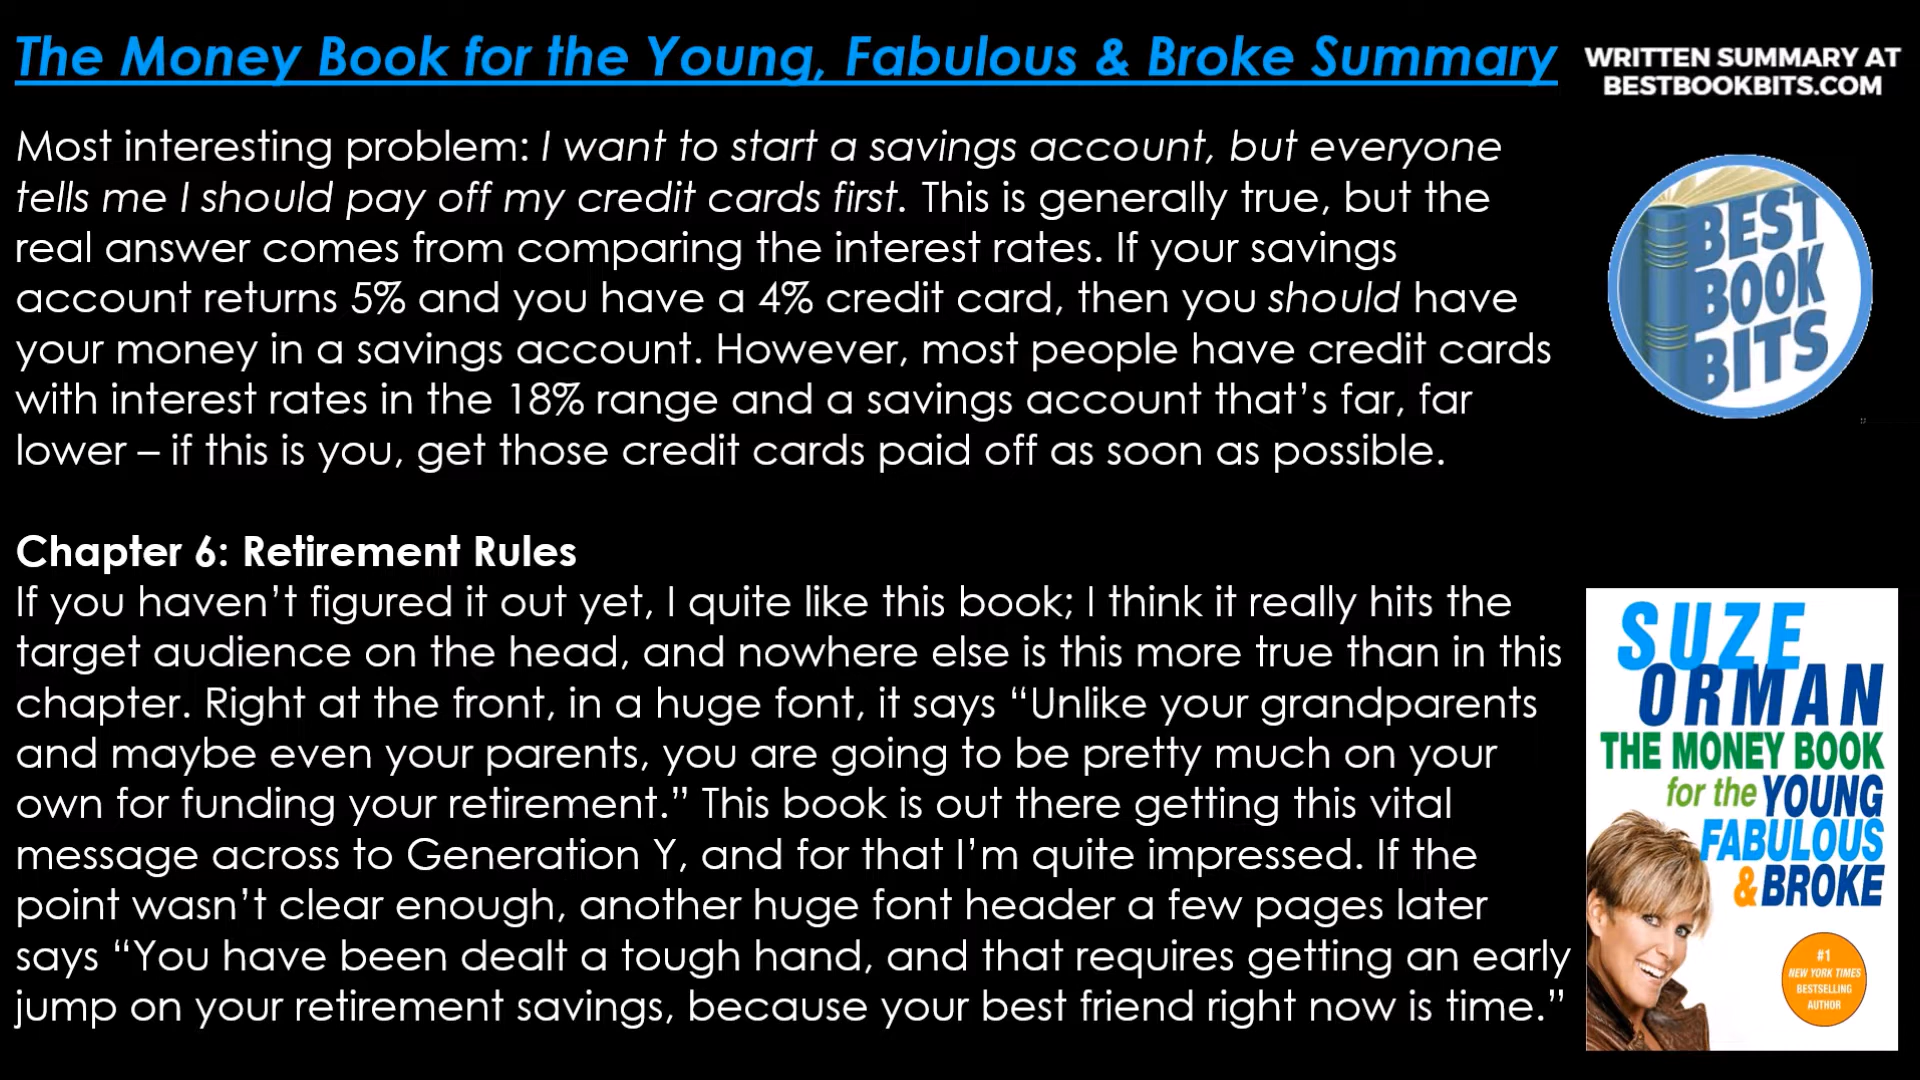 The Money Book for the Young, Fabulous & Broke Summary
WRITTEN SUMMARY AT
BESTBOOKBITS.COM
Most interesting problem: I want to start a savings account, but everyone
tells me I should pay off my credit cards first. This is generally true, but the
real answer comes from comparing the interest rates. If your savings
account returns 5% and you have a 4% credit card, then you should have
your money in a savings account. However, most people have credit cards
with interest rates in the 18% range and a savings account that’s far, far
lower – if this is you, get those credit cards paid off as soon as possible.
BEST
BOOK
BITS
Chapter 6: Retirement Rules
If you haven’t figured it out yet, I quite like this book; I think it really hits the
target audience on the head, and nowhere else is this more true than in this
chapter. Right at the front, in a huge font, it says “Unlike your grandparents
and maybe even your parents, you are going to be pretty much on your
own for funding your retirement.” This book is out there getting this vital
message across to Generation Y, and for that I’m quite impressed. If the
point wasn’t clear enough, another huge font header a few pages later
says “You have been dealt a tough hand, and that requires getting an early
jump on your retirement savings, because your best friend right now is time.”
SUZE
ORMAN
THE MONEY BOOK
for the YOUNG
FABULOUS
& BROKE
#1
NEW YORK TIMES
BESTSELLING
AUTHOR